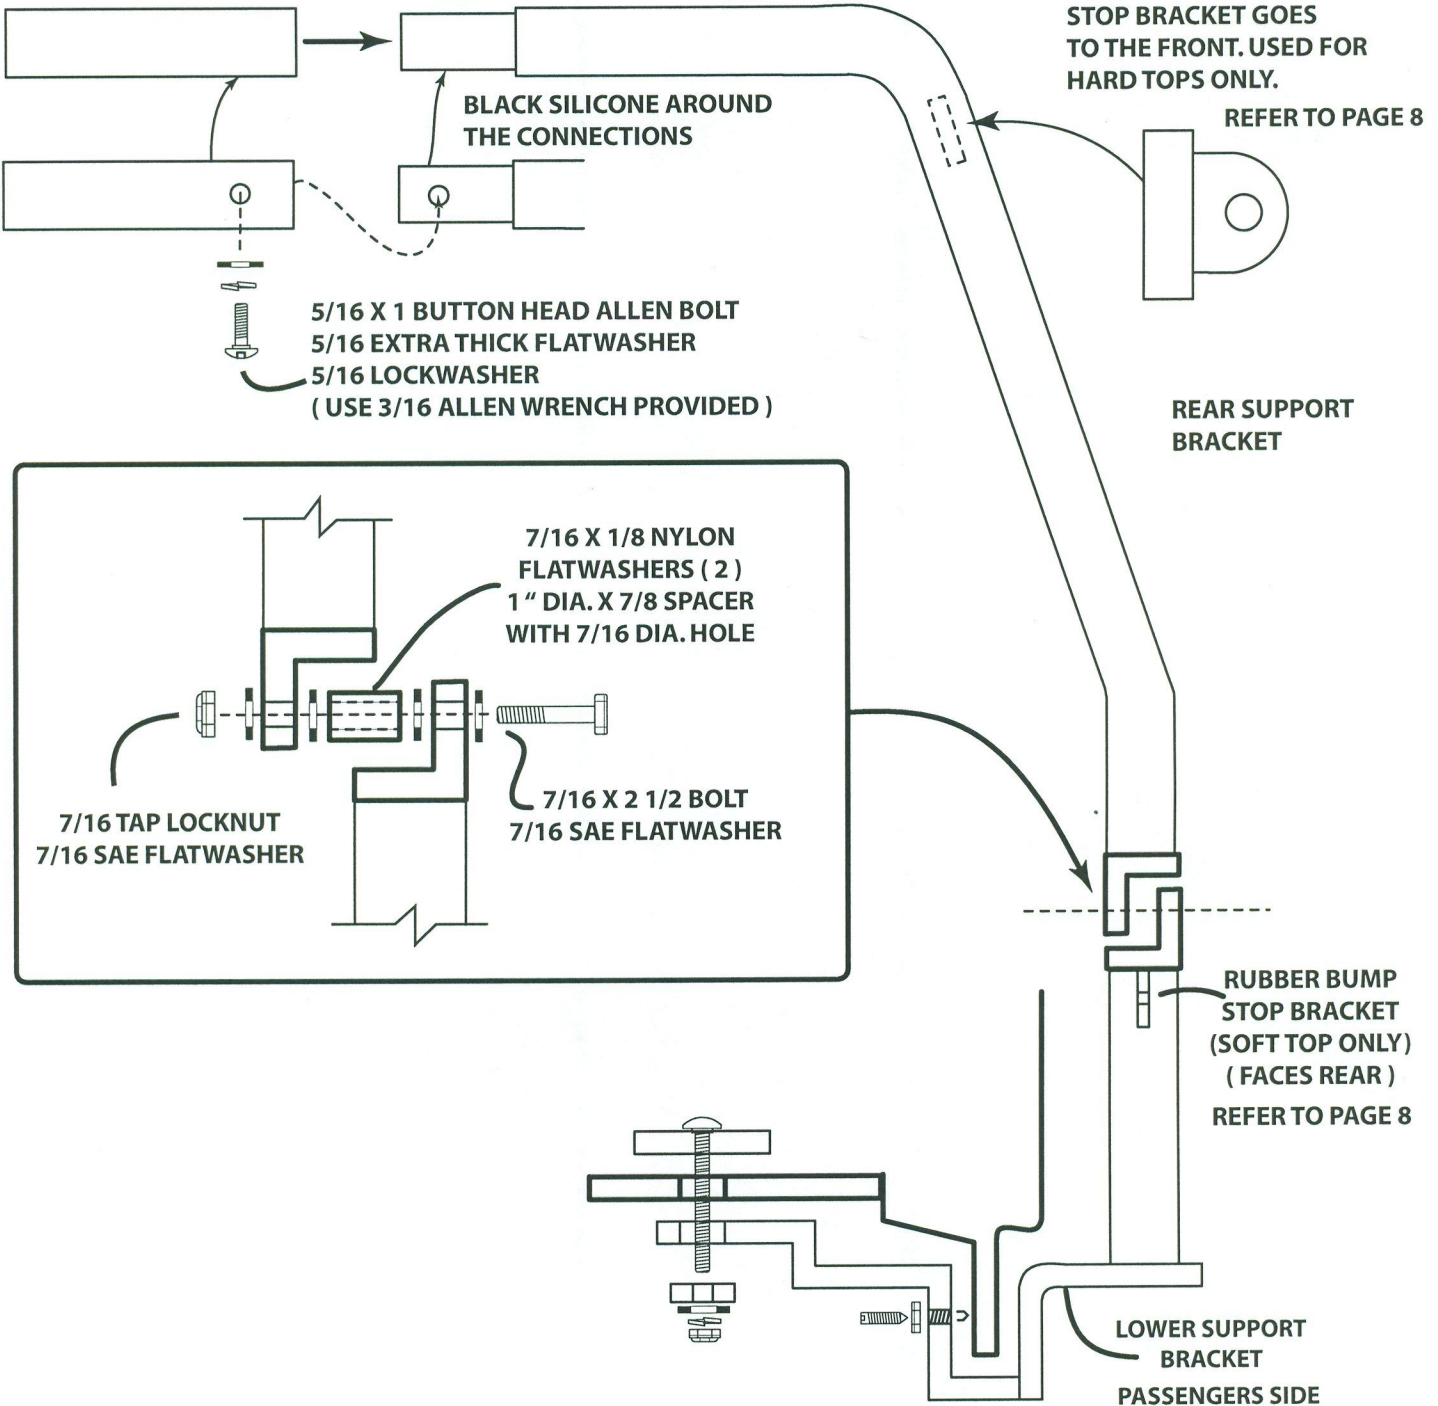 STOP BRACKET GOES
TO THE FRONT. USED FOR
HARD TOPS ONLY.
REFER TO PAGE 8
BLACK SILICONE AROUND
THE CONNECTIONS
5/16 X 1 BUTTON HEAD ALLEN BOLT
5/16 EXTRA THICK FLATWASHER
5/16 LOCKWASHER
( USE 3/16 ALLEN WRENCH PROVIDED )
REAR SUPPORT
BRACKET
7/16 X 1/8 NYLON
FLATWASHERS ( 2 )
1 “ DIA. X 7/8 SPACER
WITH 7/16 DIA. HOLE
7/16 X 2 1/2 BOLT
7/16 SAE FLATWASHER
7/16 TAP LOCKNUT
7/16 SAE FLATWASHER
RUBBER BUMP
STOP BRACKET
(SOFT TOP ONLY)
( FACES REAR )
REFER TO PAGE 8
LOWER SUPPORT
BRACKET
PASSENGERS SIDE